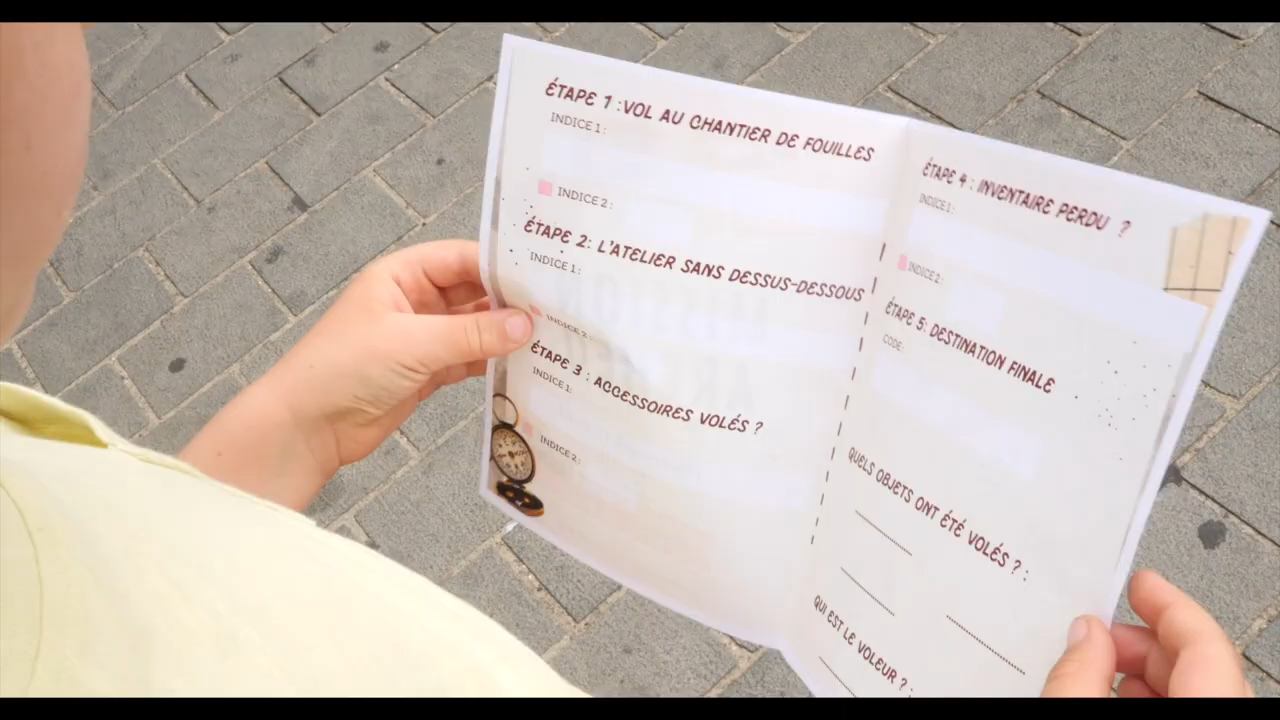 ÉTAPE 1 : VOL AU CHANTIER DE FOUILLES
INDICE 1 :
INDICE 2 :
ÉTAPE 2: L'ATELIER SANS DESSUS-DESSOUS
INDICE 1 :
INDICE 2 :
ÉTAPE 3 : ACCESSOIRES VOLÉS ?
INDICE 1:
INDICE 2 :
ÉTAPE 4 : INVENTAIRE PERDU ?
INDICE 1 :
INDICE 2 :
ÉTAPE 5: DESTINATION FINALE
CODE:
QUELS OBJETS ONT ÉTÉ VOLÉS ? :
QUI EST LE VOLEUR ? :